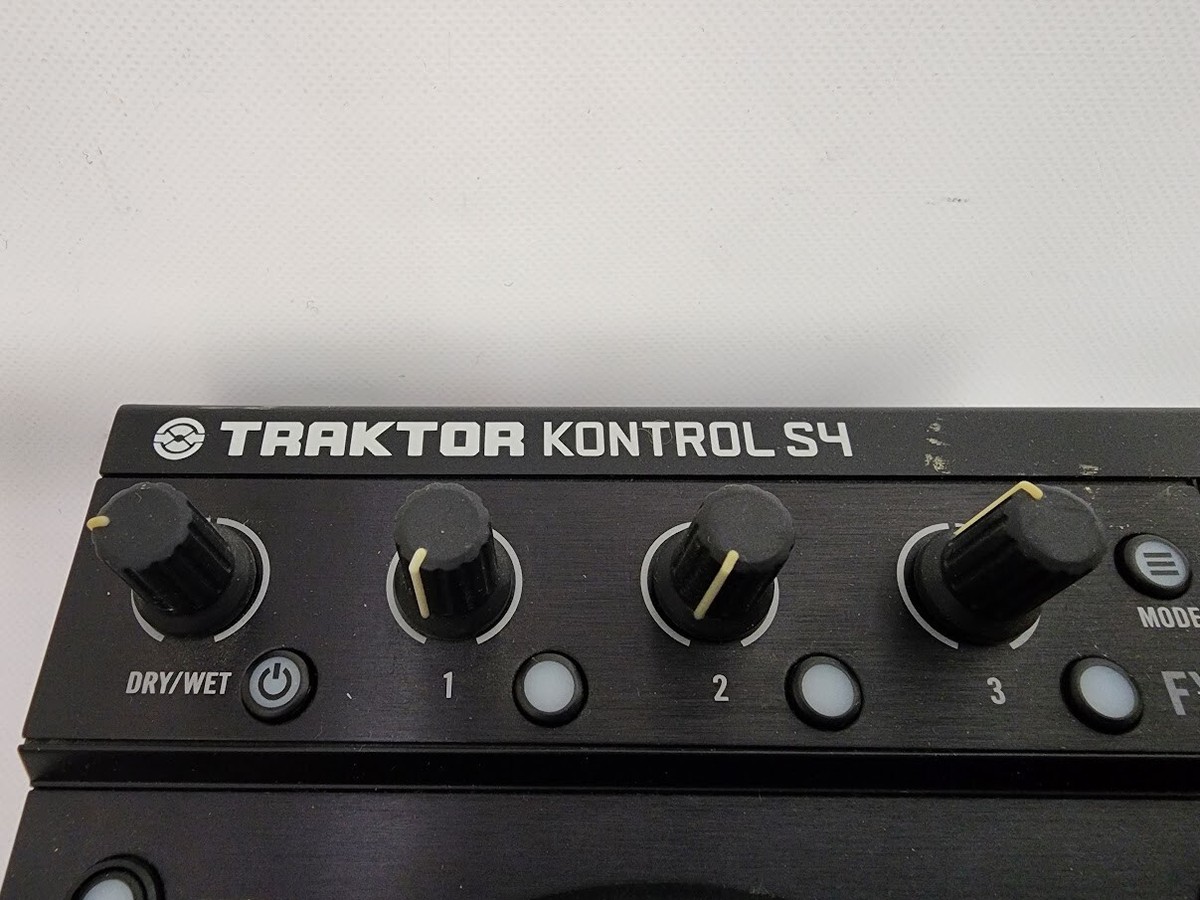 TRAKTOR KONTROL S4
MODE
DRY/WET
1
2
3